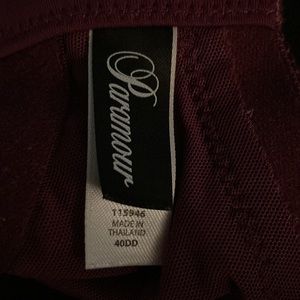 Paramour
115946
MADE IN
THAILAND
40DD